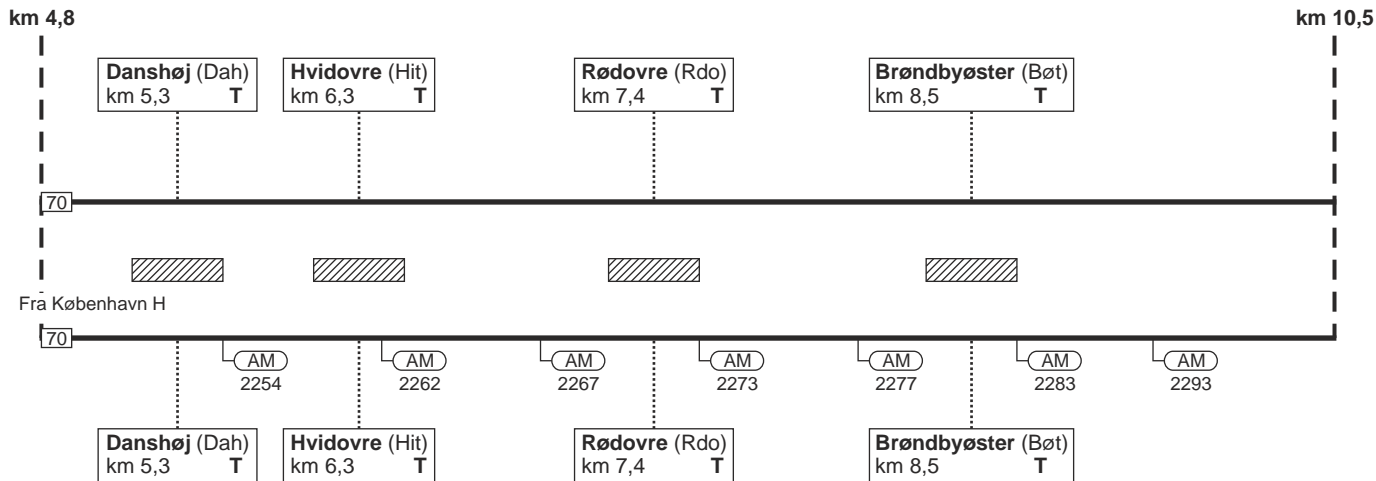 km 4,8
km 10,5
Danshøj (Dah)
km 5,3 T
Hvidovre (Hit)
km 6,3 T
Rødovre (Rdo)
km 7,4 T
Brøndbyøster (Bøt)
km 8,5 T
70
Fra København H
70
AM
2254
AM
2262
AM
2267
AM
2273
AM
2277
AM
2283
AM
2293
Danshøj (Dah)
km 5,3 T
Hvidovre (Hit)
km 6,3 T
Rødovre (Rdo)
km 7,4 T
Brøndbyøster (Bøt)
km 8,5 T